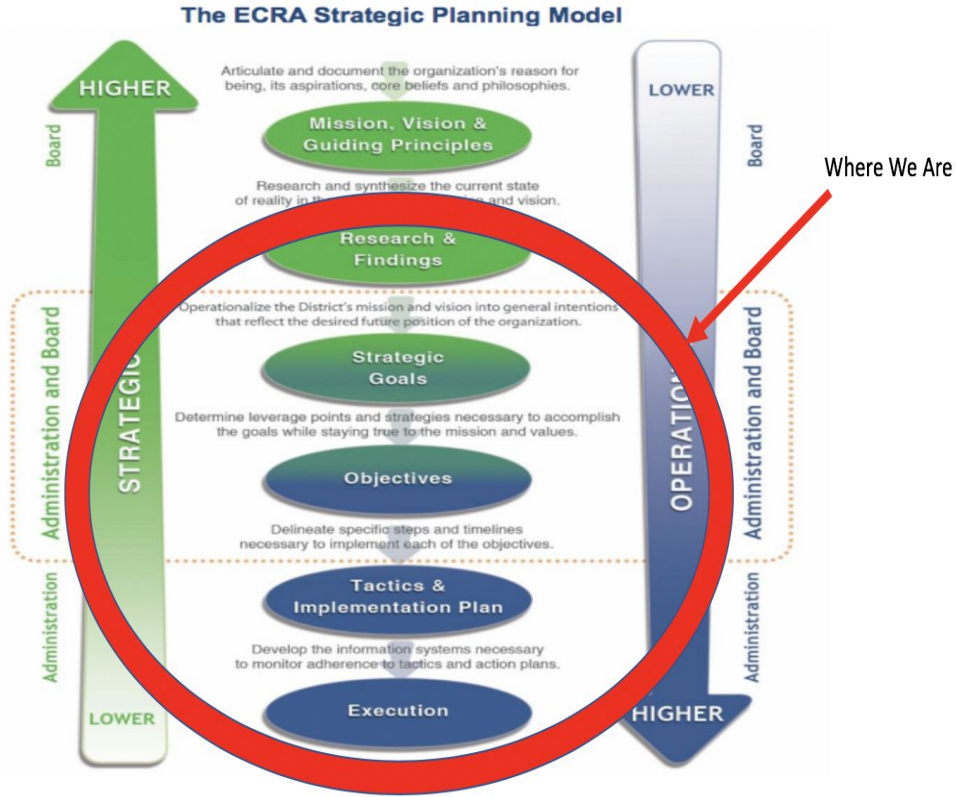 The ECRA Strategic Planning Model
HIGHER
LOWER
Board
Board
Articulate and document the organization's reason for
being, its aspirations, core beliefs and philosophies.
Mission, Vision &
Guiding Principles
Where We Are
Research and synthesize the current state
of reality in the and vision.
Research &
Findings
Operationalize the District's mission and vision into general intentions
that reflect the desired future position of the organization.
Administration and Board
STRATEGIC
Strategic
Goals
OPERATION
Administration and Board
Determine leverage points and strategies necessary to accomplish
the goals while staying true to the mission and values.
Objectives
Delineate specific steps and timelines
necessary to implement each of the objectives.
Administration
Tactics &
Implementation Plan
Administration
Develop the information systems necessary
to monitor adherence to tactics and action plans.
Execution
LOWER
HIGHER